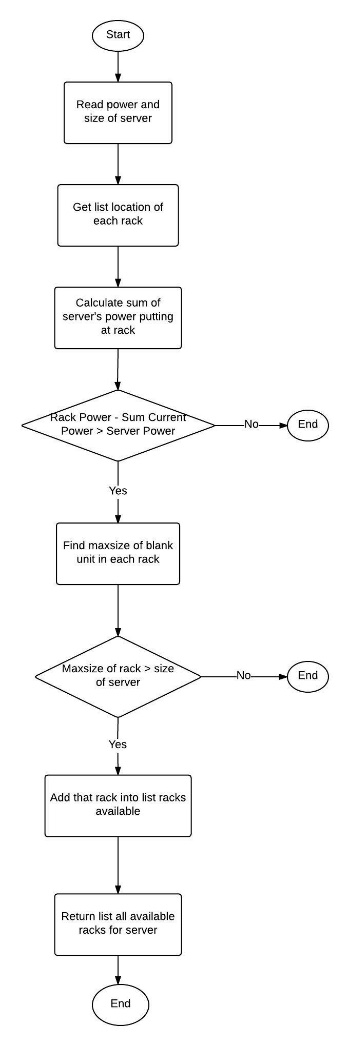 Start
Read power and
size of server
Get list location of
each rack
Calculate sum of
server's power putting
at rack
Rack Power - Sum Current
Power > Server Power
No
End
Yes
Find maxsize of blank
unit in each rack
Maxsize of rack > size
of server
No
End
Yes
Add that rack into list racks
available
Return list all available
racks for server
End